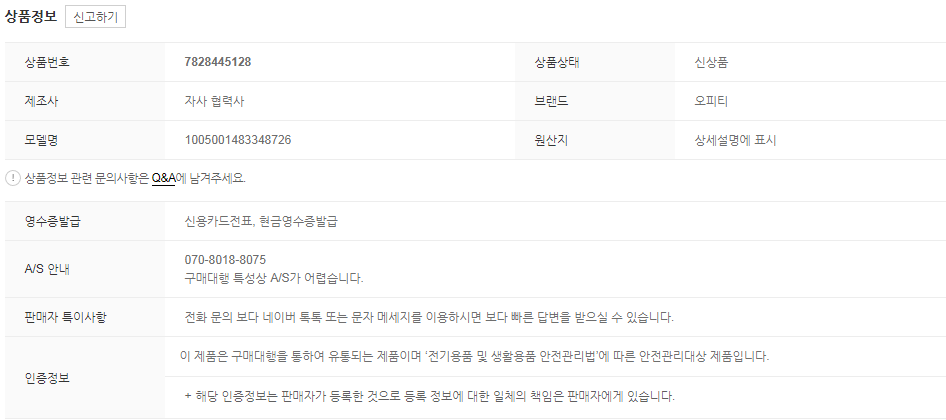 상품정보 신고하기
상품번호 7828445128 상품상태 신상품
제조사 자사 협력사 브랜드 오피티
모델명 1005001483348726 원산지 상세설명에 표시
! 상품정보 관련 문의사항은 Q&A에 남겨주세요.
영수증발급 신용카드전표, 현금영수증발급
A/S 안내 070-8018-8075
구매대행 특성상 A/S가 어렵습니다.
판매자 특이사항 전화 문의 보다 네이버 톡톡 또는 문자 메세지를 이용하시면 보다 빠른 답변을 받으실 수 있습니다.
인증정보 이 제품은 구매대행을 통하여 유통되는 제품이며 '전기용품 및 생활용품 안전관리법'에 따른 안전관리대상 제품입니다.
+ 해당 인증정보는 판매자가 등록한 것으로 등록 정보에 대한 일체의 책임은 판매자에게 있습니다.